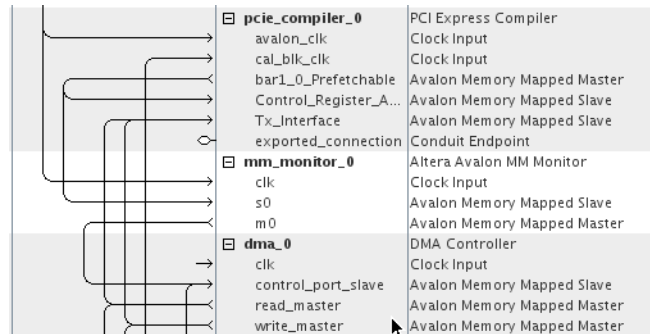 pcie_compiler_0 PCI Express Compiler
avalon_clk Clock Input
cal_blk_clk Clock Input
bar1_0_Prefetchable Avalon Memory Mapped Master
Control_Register_A... Avalon Memory Mapped Slave
Tx_Interface Avalon Memory Mapped Slave
exported_connection Conduit Endpoint
mm_monitor_0 Altera Avalon MM Monitor
clk Clock Input
s0 Avalon Memory Mapped Slave
m0 Avalon Memory Mapped Master
dma_0 DMA Controller
clk Clock Input
control_port_slave Avalon Memory Mapped Slave
read_master Avalon Memory Mapped Master
write_master Avalon Memory Mapped Master